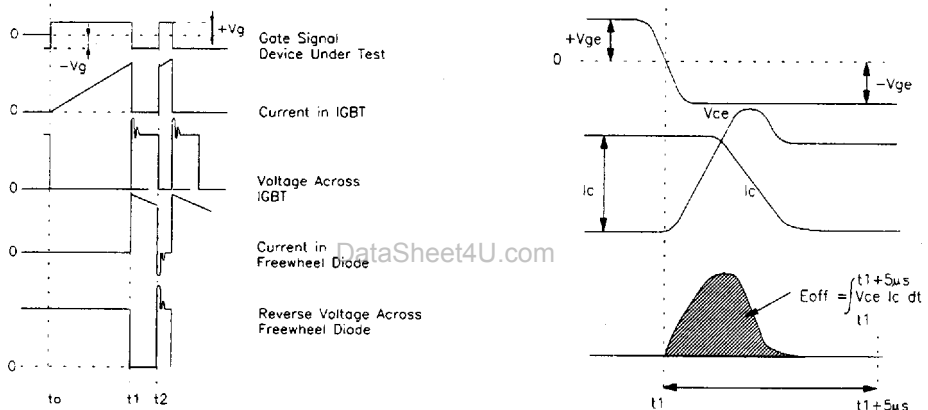 0
+Vg
-Vg
Gate Signal
Device Under Test
0
Current in IGBT
0
Voltage Across
IGBT
0
Current in
Freewheel Diode
0
Reverse Voltage Across
Freewheel Diode
to t1 t2
DataSheet4U.com
+Vge
0
-Vge
Vce
Ic
Ic
Eoff = ∫ t1+5µs
Vce Ic dt
t1
t1 t1+5µs